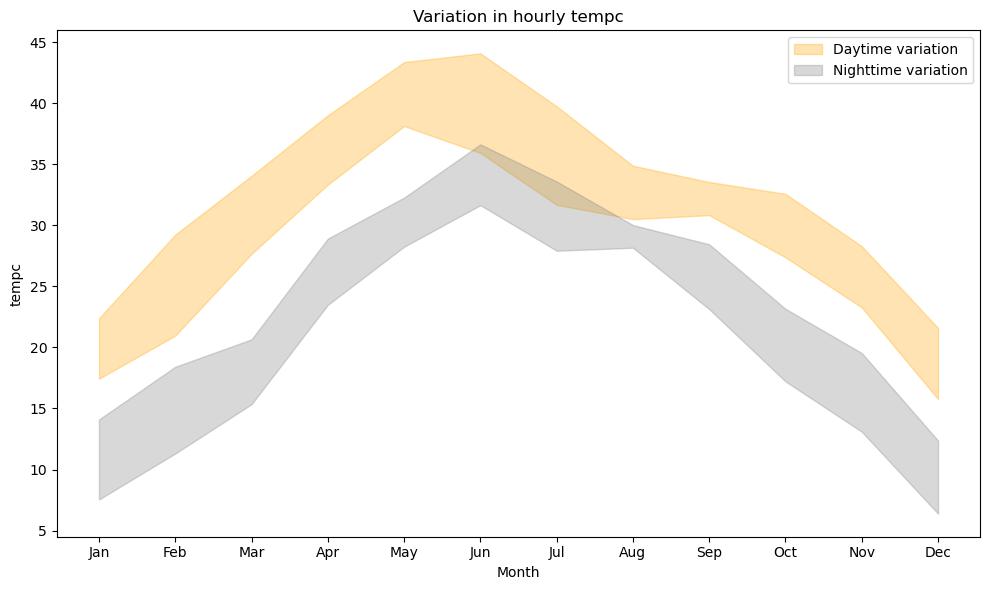 Variation in hourly tempc
Daytime variation
Nighttime variation
45
40
35
30
25
20
15
10
5
tempc
Jan Feb Mar Apr May Jun Jul Aug Sep Oct Nov Dec
Month